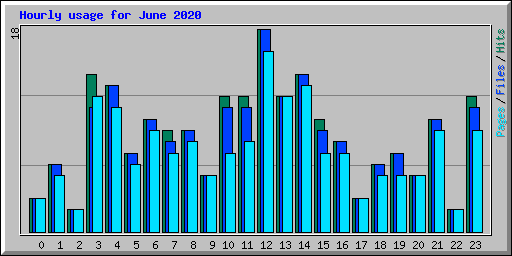 Hourly usage for June 2020
18
Pages/Files/Hits
0 1 2 3 4 5 6 7 8 9 10 11 12 13 14 15 16 17 18 19 20 21 22 23